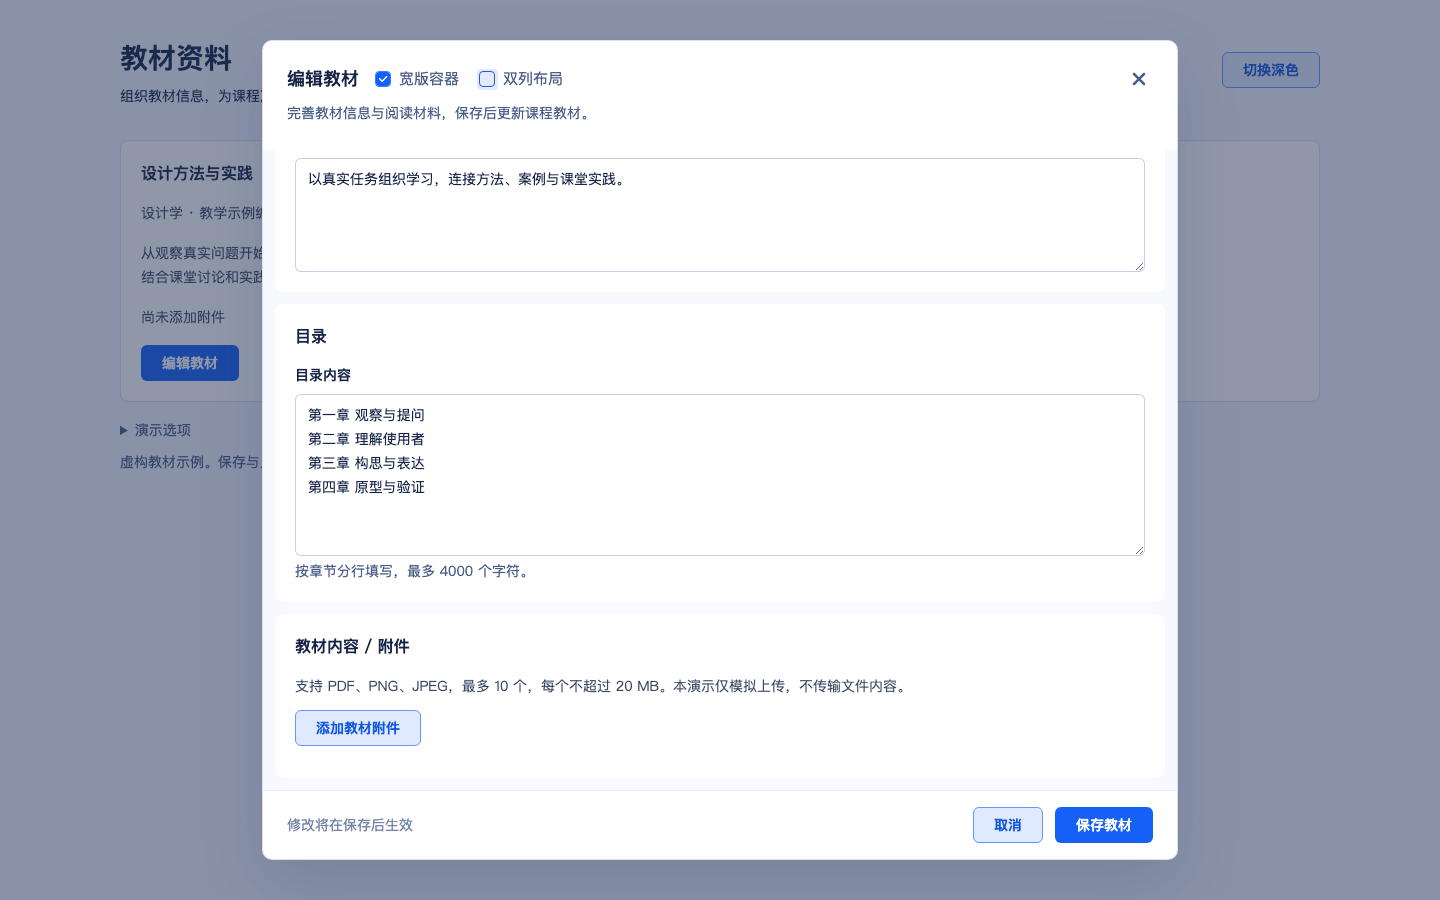 教材资料
组织教材信息，为课程
切换深色
设计方法与实践
设计学 · 教学示例
从观察真实问题开始
结合课堂讨论和实践
尚未添加附件
编辑教材
演示选项
虚构教材示例。保存与
编辑教材
宽版容器
双列布局
完善教材信息与阅读材料，保存后更新课程教材。
以真实任务组织学习，连接方法、案例与课堂实践。
目录
目录内容
第一章 观察与提问
第二章 理解使用者
第三章 构思与表达
第四章 原型与验证
按章节分行填写，最多 4000 个字符。
教材内容 / 附件
支持 PDF、PNG、JPEG，最多 10 个，每个不超过 20 MB。本演示仅模拟上传，不传输文件内容。
添加教材附件
修改将在保存后生效
取消
保存教材